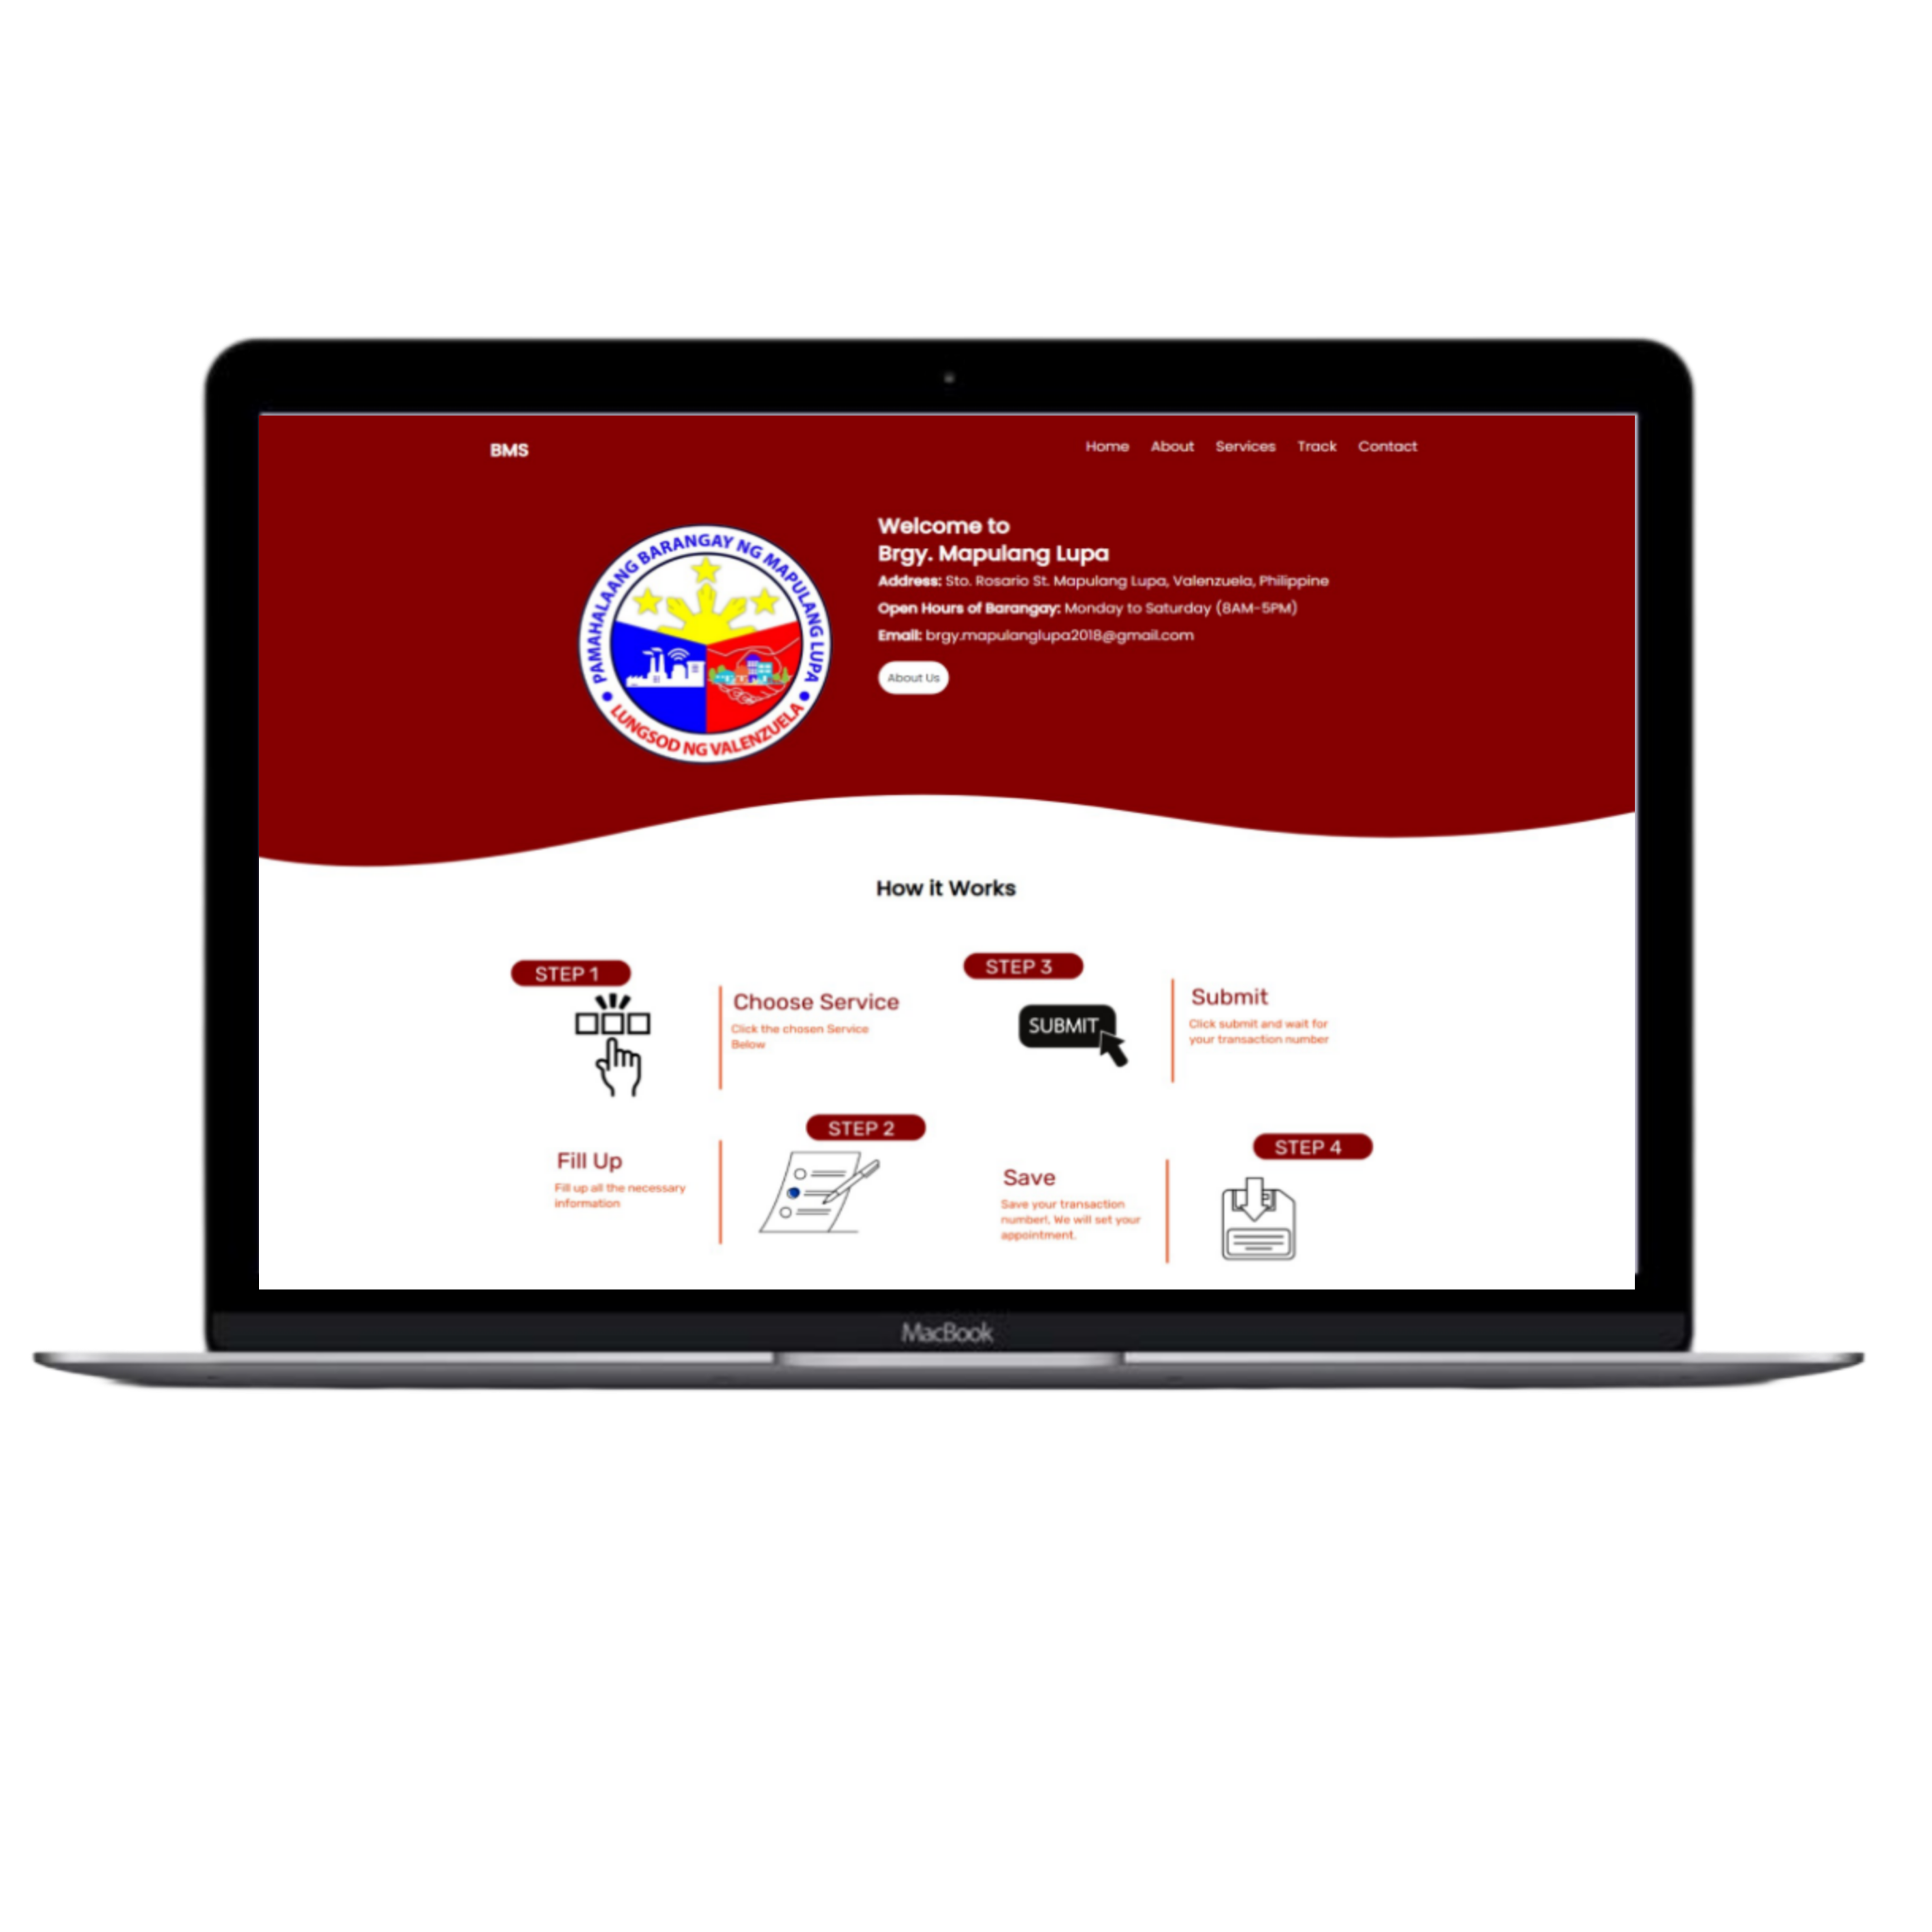 BMS
Home About Services Track Contact
PAMAHALAANG BARANGAY NG MAPULANG LUPA
LUNGSOD NG VALENZUELA
Welcome to
Brgy. Mapulang Lupa
Address: Sto. Rosario St. Mapulang Lupa, Valenzuela, Philippine
Open Hours of Barangay: Monday to Saturday (8AM-5PM)
Email: brgy.mapulanglupa2018@gmail.com
About Us
How it Works
STEP 1
Choose Service
Click the chosen Service
Below
STEP 2
Fill Up
Fill up all the necessary
information
STEP 3
SUBMIT
Submit
Click submit and wait for
your transaction number
STEP 4
Save
Save your transaction
number!, We will set your
appointment.
MacBook